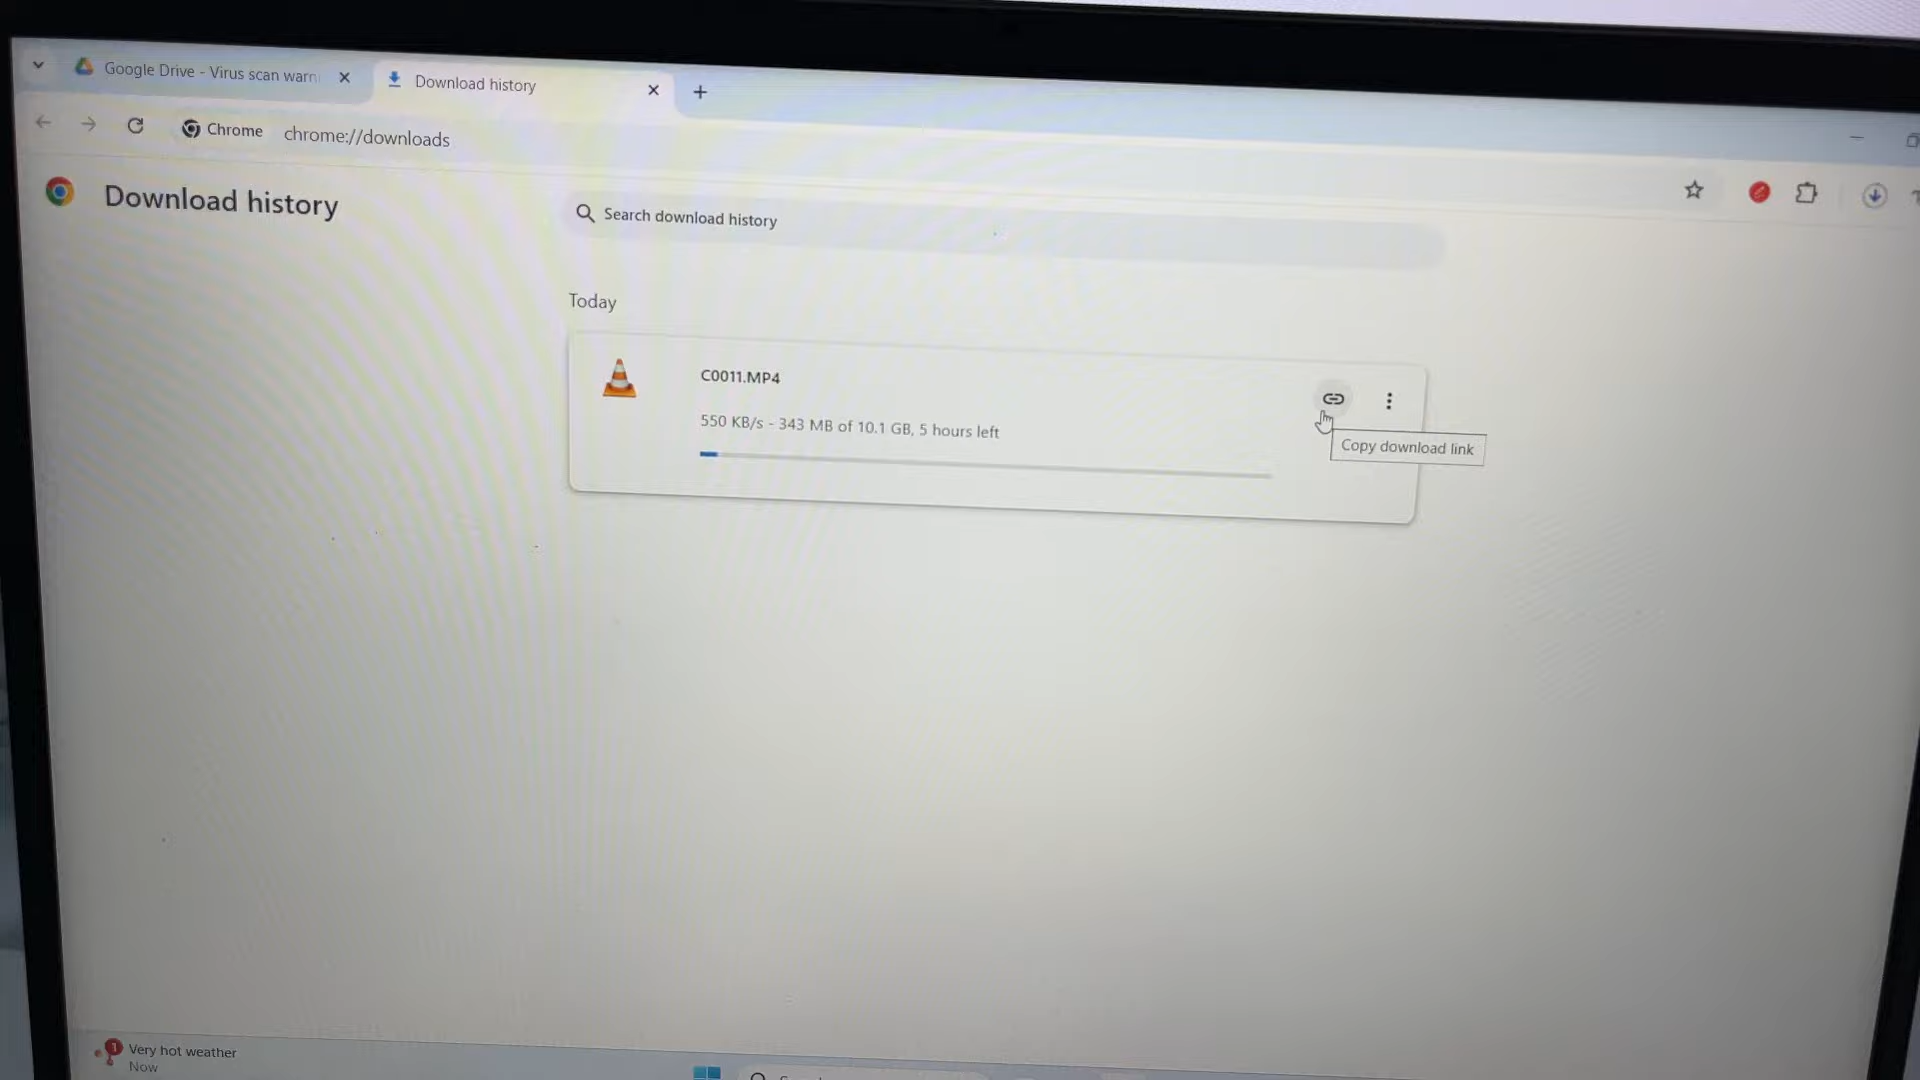 Google Drive - Virus scan warn
Download history
Chrome
chrome://downloads
Download history
Search download history
Today
C0011.MP4
550 KB/s - 343 MB of 10.1 GB, 5 hours left
Copy download link
1
Very hot weather
Now